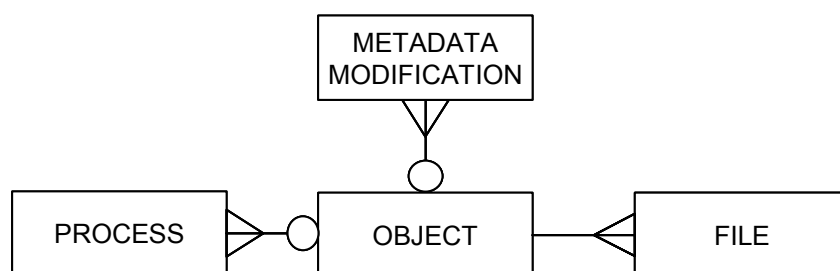 METADATA
MODIFICATION
PROCESS
OBJECT
FILE